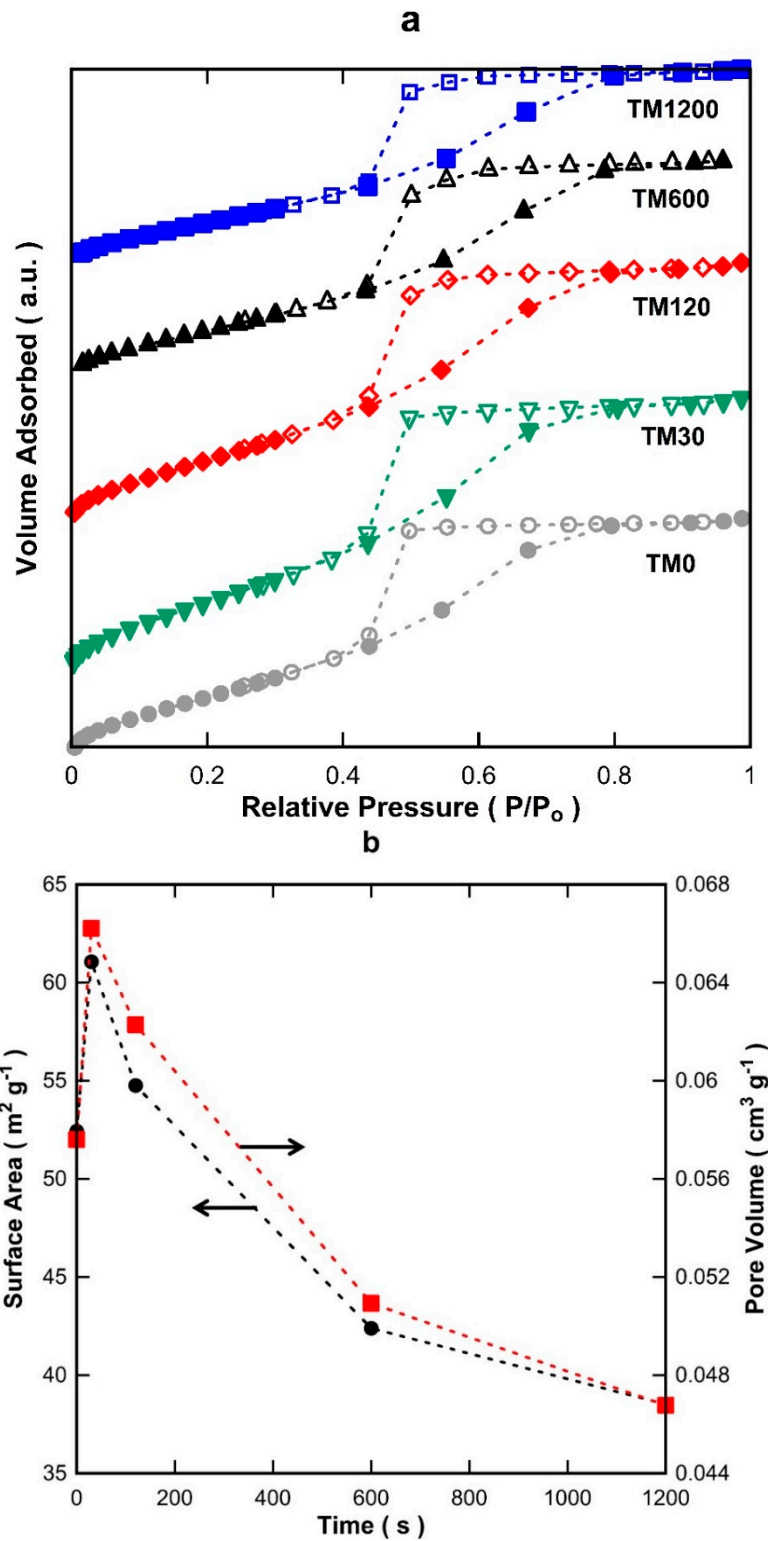 a
Volume Adsorbed ( a.u. )
TM1200
TM600
TM120
TM30
TM0
0 0.2 0.4 0.6 0.8 1
Relative Pressure ( P/Pₒ )
b
Surface Area ( m² g⁻¹ )
65
60
55
50
45
40
35
0.068
0.064
0.06
0.056
0.052
0.048
0.044
Pore Volume ( cm³ g⁻¹ )
0 200 400 600 800 1000 1200
Time ( s )